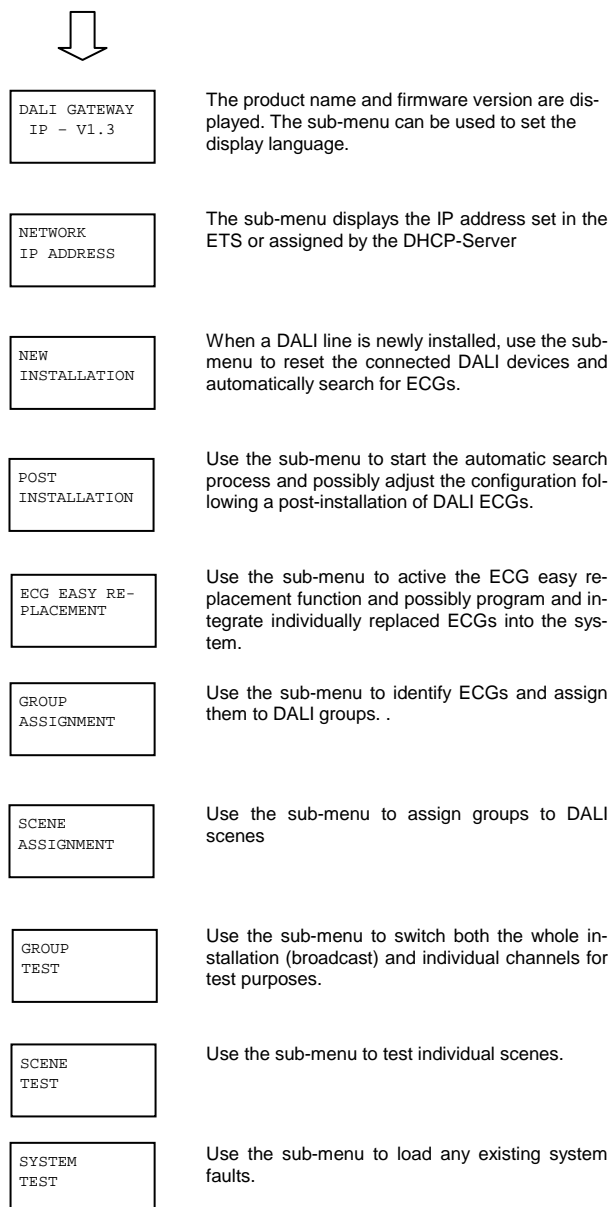 DALI GATEWAY
IP – V1.3
The product name and firmware version are dis-
played. The sub-menu can be used to set the
display language.
NETWORK
IP ADDRESS
The sub-menu displays the IP address set in the
ETS or assigned by the DHCP-Server
NEW
INSTALLATION
When a DALI line is newly installed, use the sub-
menu to reset the connected DALI devices and
automatically search for ECGs.
POST
INSTALLATION
Use the sub-menu to start the automatic search
process and possibly adjust the configuration fol-
lowing a post-installation of DALI ECGs.
ECG EASY RE-
PLACEMENT
Use the sub-menu to active the ECG easy re-
placement function and possibly program and in-
tegrate individually replaced ECGs into the sys-
tem.
GROUP
ASSIGNMENT
Use the sub-menu to identify ECGs and assign
them to DALI groups. .
SCENE
ASSIGNMENT
Use the sub-menu to assign groups to DALI
scenes
GROUP
TEST
Use the sub-menu to switch both the whole in-
stallation (broadcast) and individual channels for
test purposes.
SCENE
TEST
Use the sub-menu to test individual scenes.
SYSTEM
TEST
Use the sub-menu to load any existing system
faults.